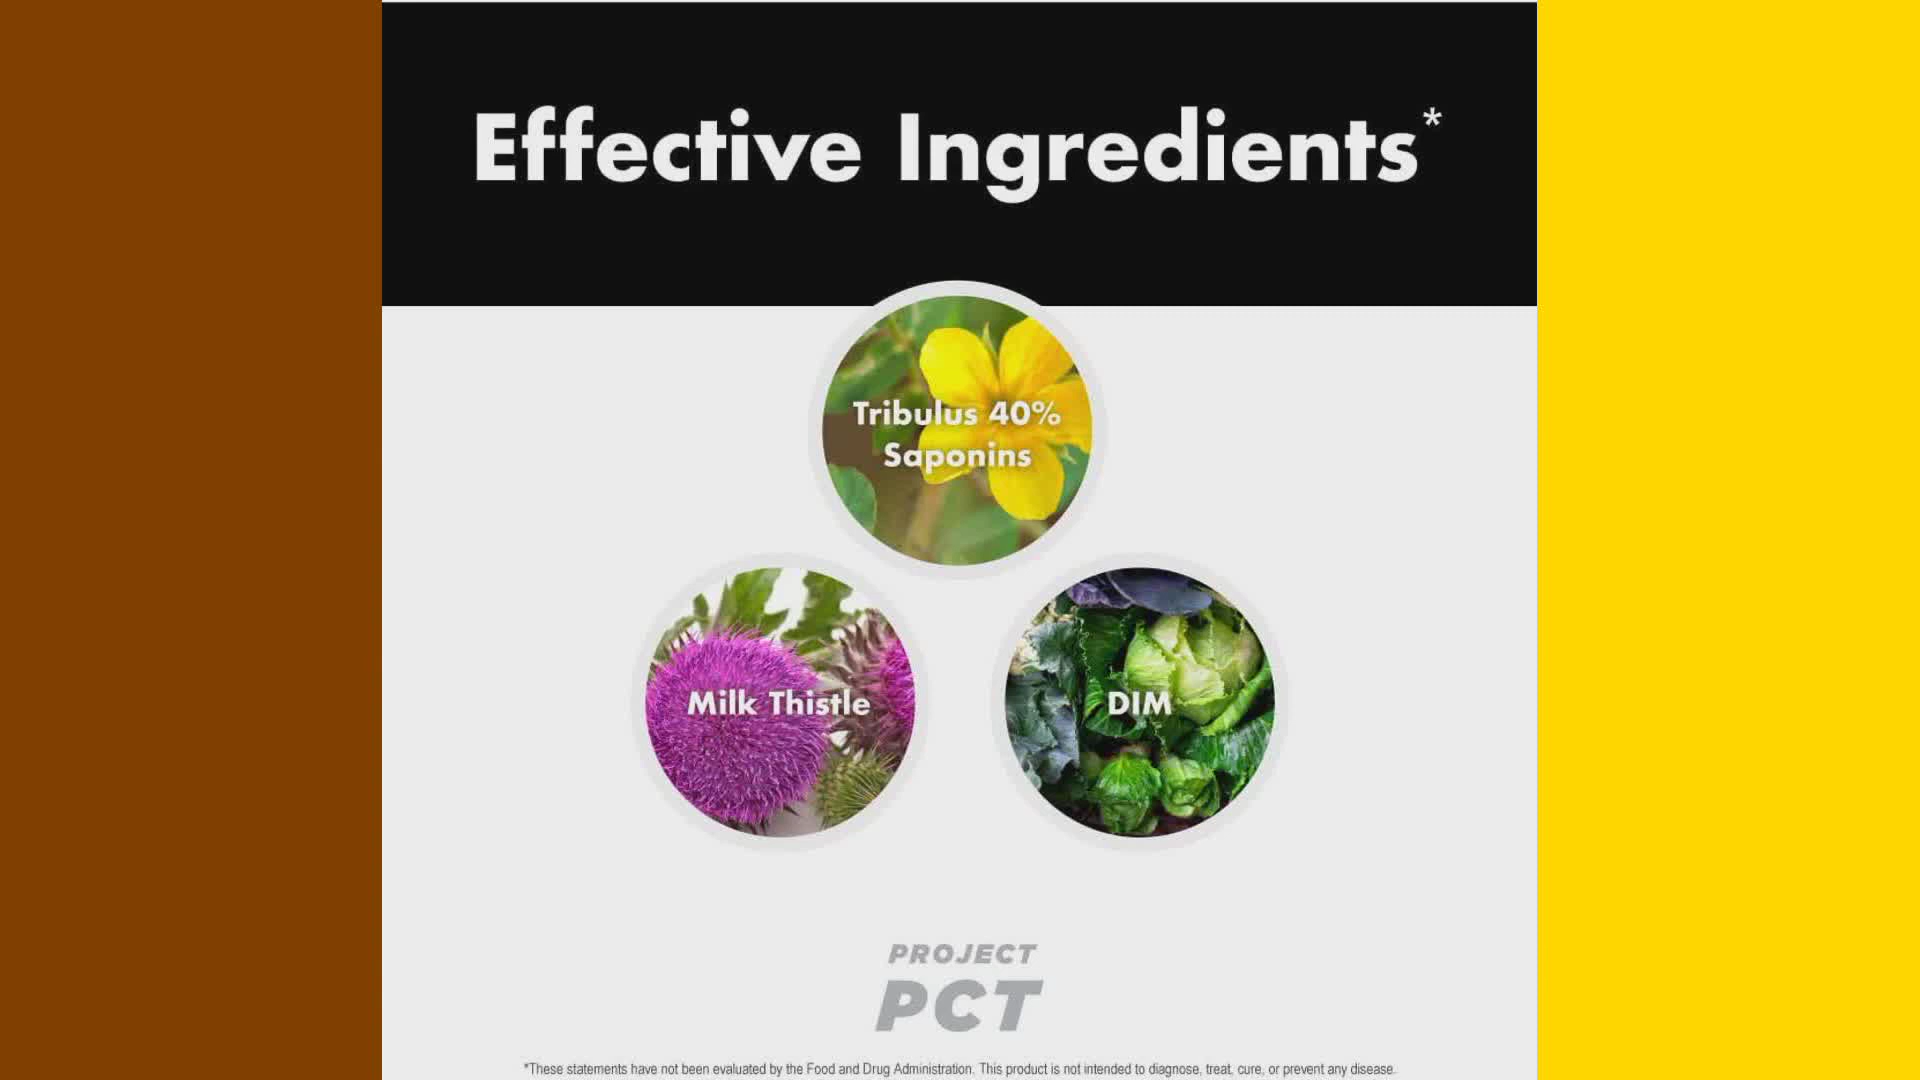 Effective Ingredients*
Tribulus 40%
Saponins
Milk Thistle
DIM
PROJECT
PCT
*These statements have not been evaluated by the Food and Drug Administration. This product is not intended to diagnose, treat, cure, or prevent any disease.